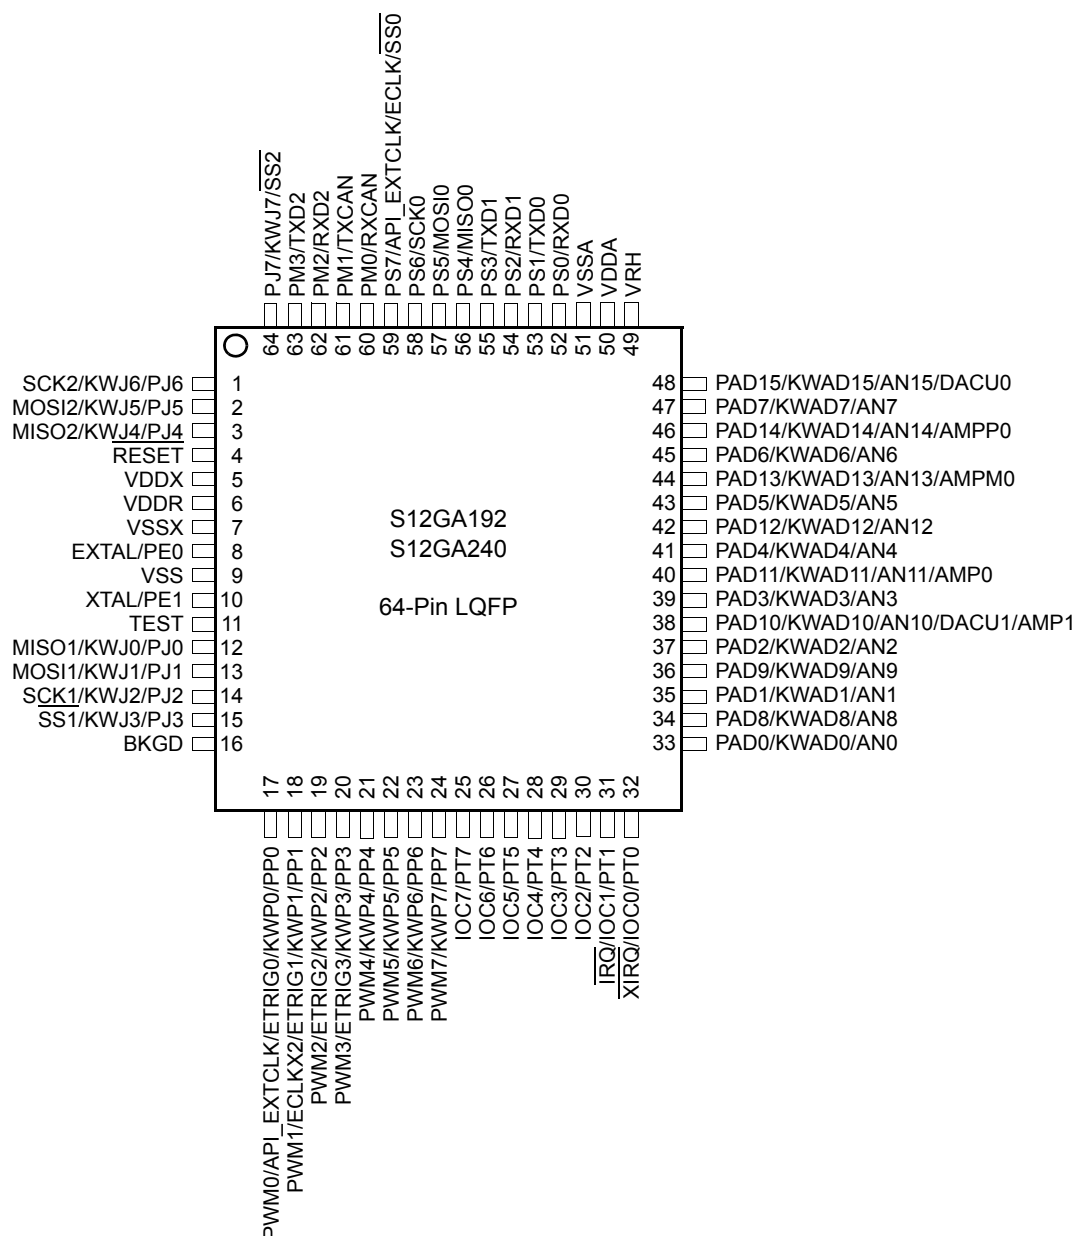 PJ7/KWJ7/SS2
PM3/TXD2
PM2/RXD2
PM1/TXCAN
PM0/RXCAN
PS7/API_EXTCLK/ECLK/SS0
PS6/SCK0
PS5/MOSI0
PS4/MISO0
PS3/TXD1
PS2/RXD1
PS1/TXD0
PS0/RXD0
VSSA
VDDA
VRH
64
63
62
61
60
59
58
57
56
55
54
53
52
51
50
49
SCK2/KWJ6/PJ6 1
MOSI2/KWJ5/PJ5 2
MISO2/KWJ4/PJ4 3
RESET 4
VDDX 5
VDDR 6
VSSX 7
EXTAL/PE0 8
VSS 9
XTAL/PE1 10
TEST 11
MISO1/KWJ0/PJ0 12
MOSI1/KWJ1/PJ1 13
SCK1/KWJ2/PJ2 14
SS1/KWJ3/PJ3 15
BKGD 16
S12GA192
S12GA240
64-Pin LQFP
48 PAD15/KWAD15/AN15/DACU0
47 PAD7/KWAD7/AN7
46 PAD14/KWAD14/AN14/AMPP0
45 PAD6/KWAD6/AN6
44 PAD13/KWAD13/AN13/AMPM0
43 PAD5/KWAD5/AN5
42 PAD12/KWAD12/AN12
41 PAD4/KWAD4/AN4
40 PAD11/KWAD11/AN11/AMP0
39 PAD3/KWAD3/AN3
38 PAD10/KWAD10/AN10/DACU1/AMP1
37 PAD2/KWAD2/AN2
36 PAD9/KWAD9/AN9
35 PAD1/KWAD1/AN1
34 PAD8/KWAD8/AN8
33 PAD0/KWAD0/AN0
17
18
19
20
21
22
23
24
25
26
27
28
29
30
31
32
PWM0/API_EXTCLK/ETRIG0/KWP0/PP0
PWM1/ECLKX2/ETRIG1/KWP1/PP1
PWM2/ETRIG2/KWP2/PP2
PWM3/ETRIG3/KWP3/PP3
PWM4/KWP4/PP4
PWM5/KWP5/PP5
PWM6/KWP6/PP6
PWM7/KWP7/PP7
IOC7/PT7
IOC6/PT6
IOC5/PT5
IOC4/PT4
IOC3/PT3
IOC2/PT2
IRQ/IOC1/PT1
XIRQ/IOC0/PT0